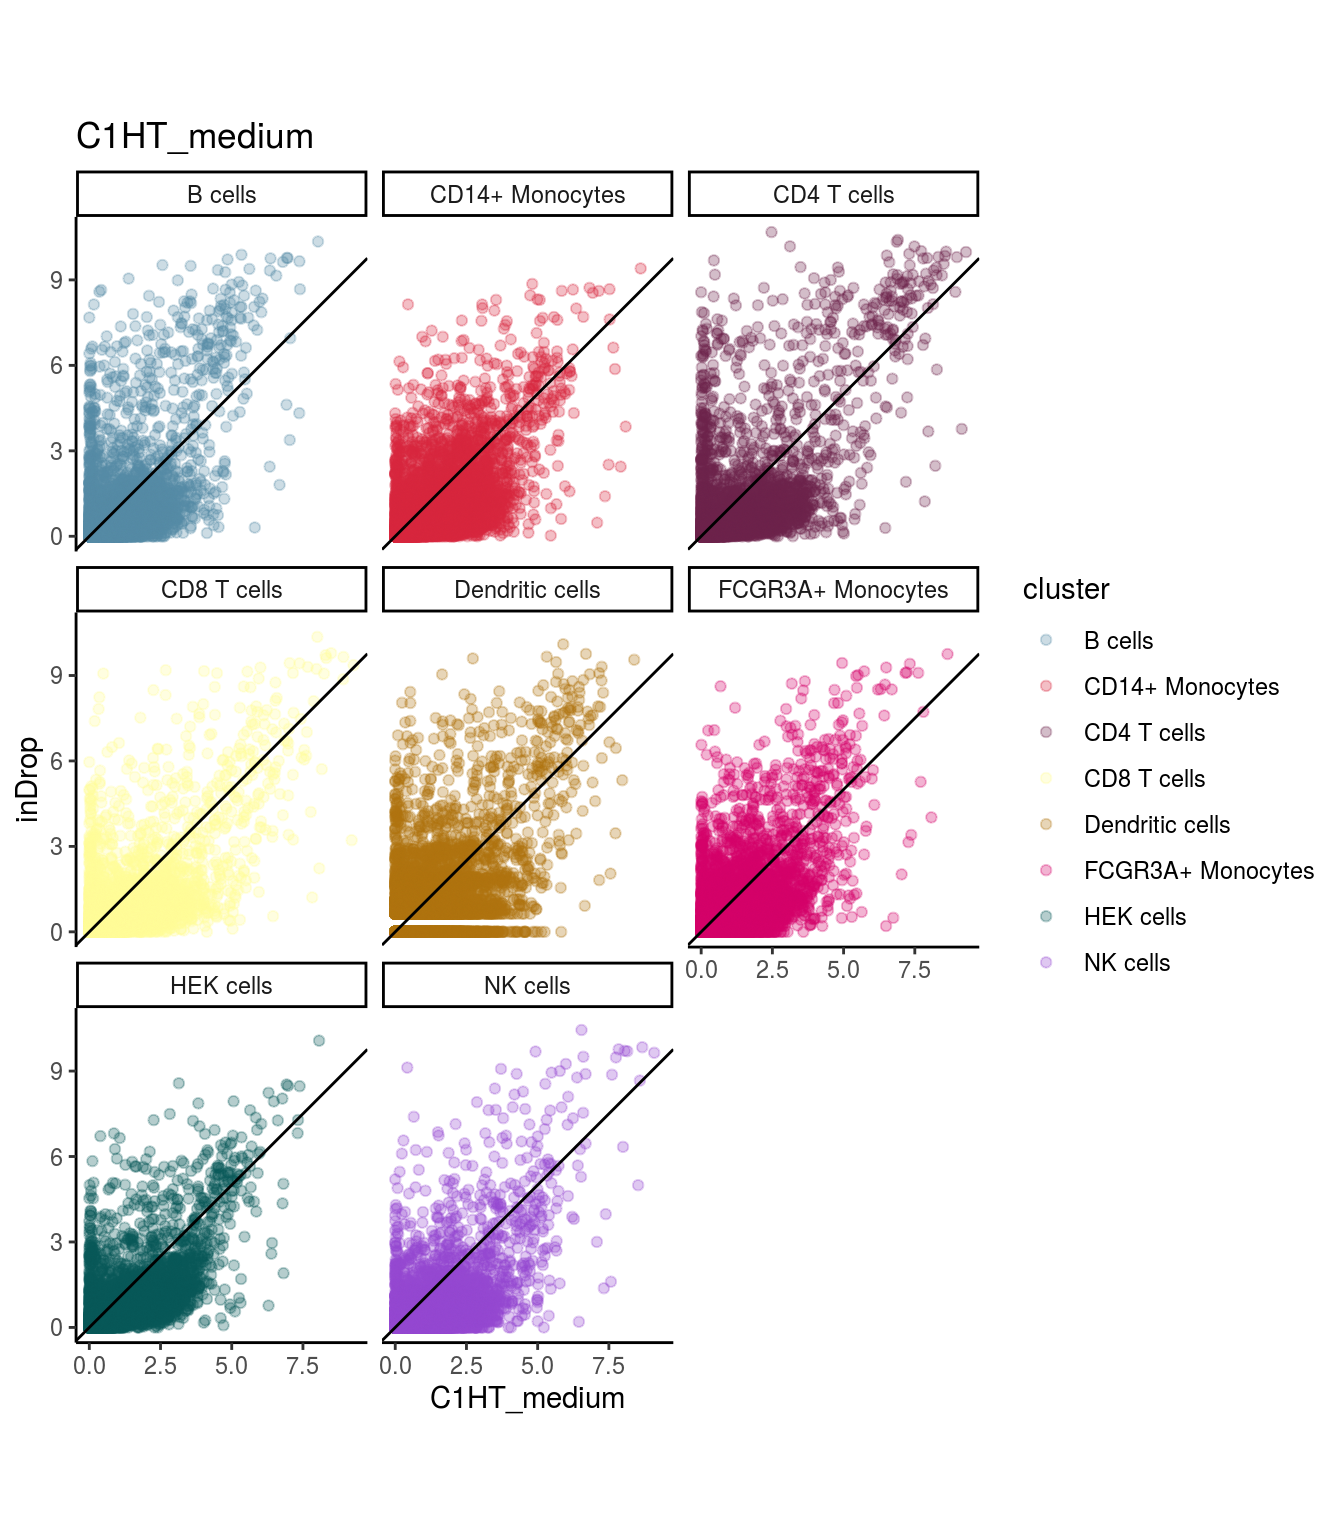 C1HT_medium
B cells
CD14+ Monocytes
CD4 T cells
9
6
3
0
CD8 T cells
Dendritic cells
FCGR3A+ Monocytes
9
6
3
0
0.0 2.5 5.0 7.5
HEK cells
NK cells
9
6
3
0
0.0 2.5 5.0 7.5
0.0 2.5 5.0 7.5
C1HT_medium
inDrop
cluster
B cells
CD14+ Monocytes
CD4 T cells
CD8 T cells
Dendritic cells
FCGR3A+ Monocytes
HEK cells
NK cells